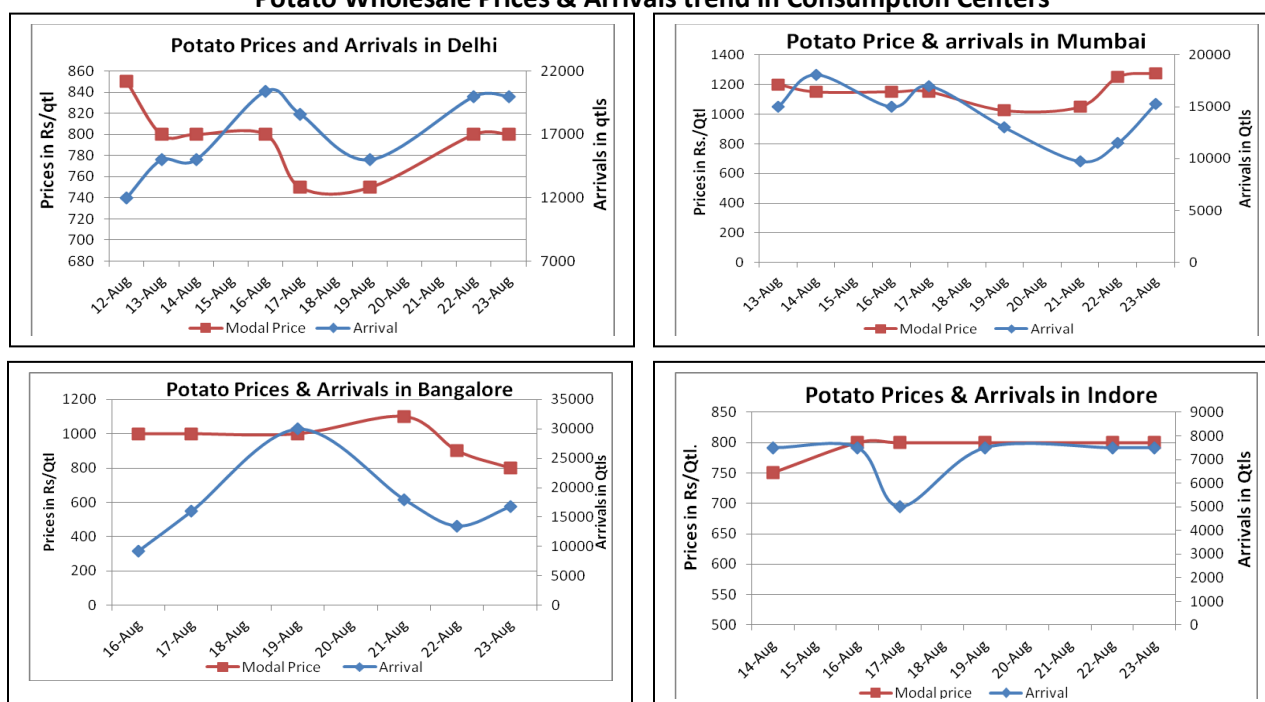 Potato Wholesale Prices & Arrivals trend in Consumption Centers
Potato Prices and Arrivals in Delhi
Prices in Rs/qtl
860
840
820
800
780
760
740
720
700
680
22000
17000
12000
7000
Arrivals in qtls
12-Aug
13-Aug
14-Aug
15-Aug
16-Aug
17-Aug
18-Aug
19-Aug
20-Aug
21-Aug
22-Aug
23-Aug
Modal Price Arrival
Potato Price & arrivals in Mumbai
Prices in Rs./Qtl
1400
1200
1000
800
600
400
200
0
20000
15000
10000
5000
0
Arrivals in Qtls
13-Aug
14-Aug
15-Aug
16-Aug
17-Aug
18-Aug
19-Aug
20-Aug
21-Aug
22-Aug
23-Aug
Modal Price Arrival
Potato Prices & Arrivals in Bangalore
Prices in Rs/Qtl
1200
1000
800
600
400
200
0
35000
30000
25000
20000
15000
10000
5000
0
Arrivals in Qtls
16-Aug
17-Aug
18-Aug
19-Aug
20-Aug
21-Aug
22-Aug
23-Aug
Modal Price Arrival
Potato Prices & Arrivals in Indore
Prices in Rs/Qtl.
850
800
750
700
650
600
550
500
9000
8000
7000
6000
5000
4000
3000
2000
1000
0
Arrivals in Qtls
14-Aug
15-Aug
16-Aug
17-Aug
18-Aug
19-Aug
20-Aug
21-Aug
22-Aug
23-Aug
Modal price Arrival